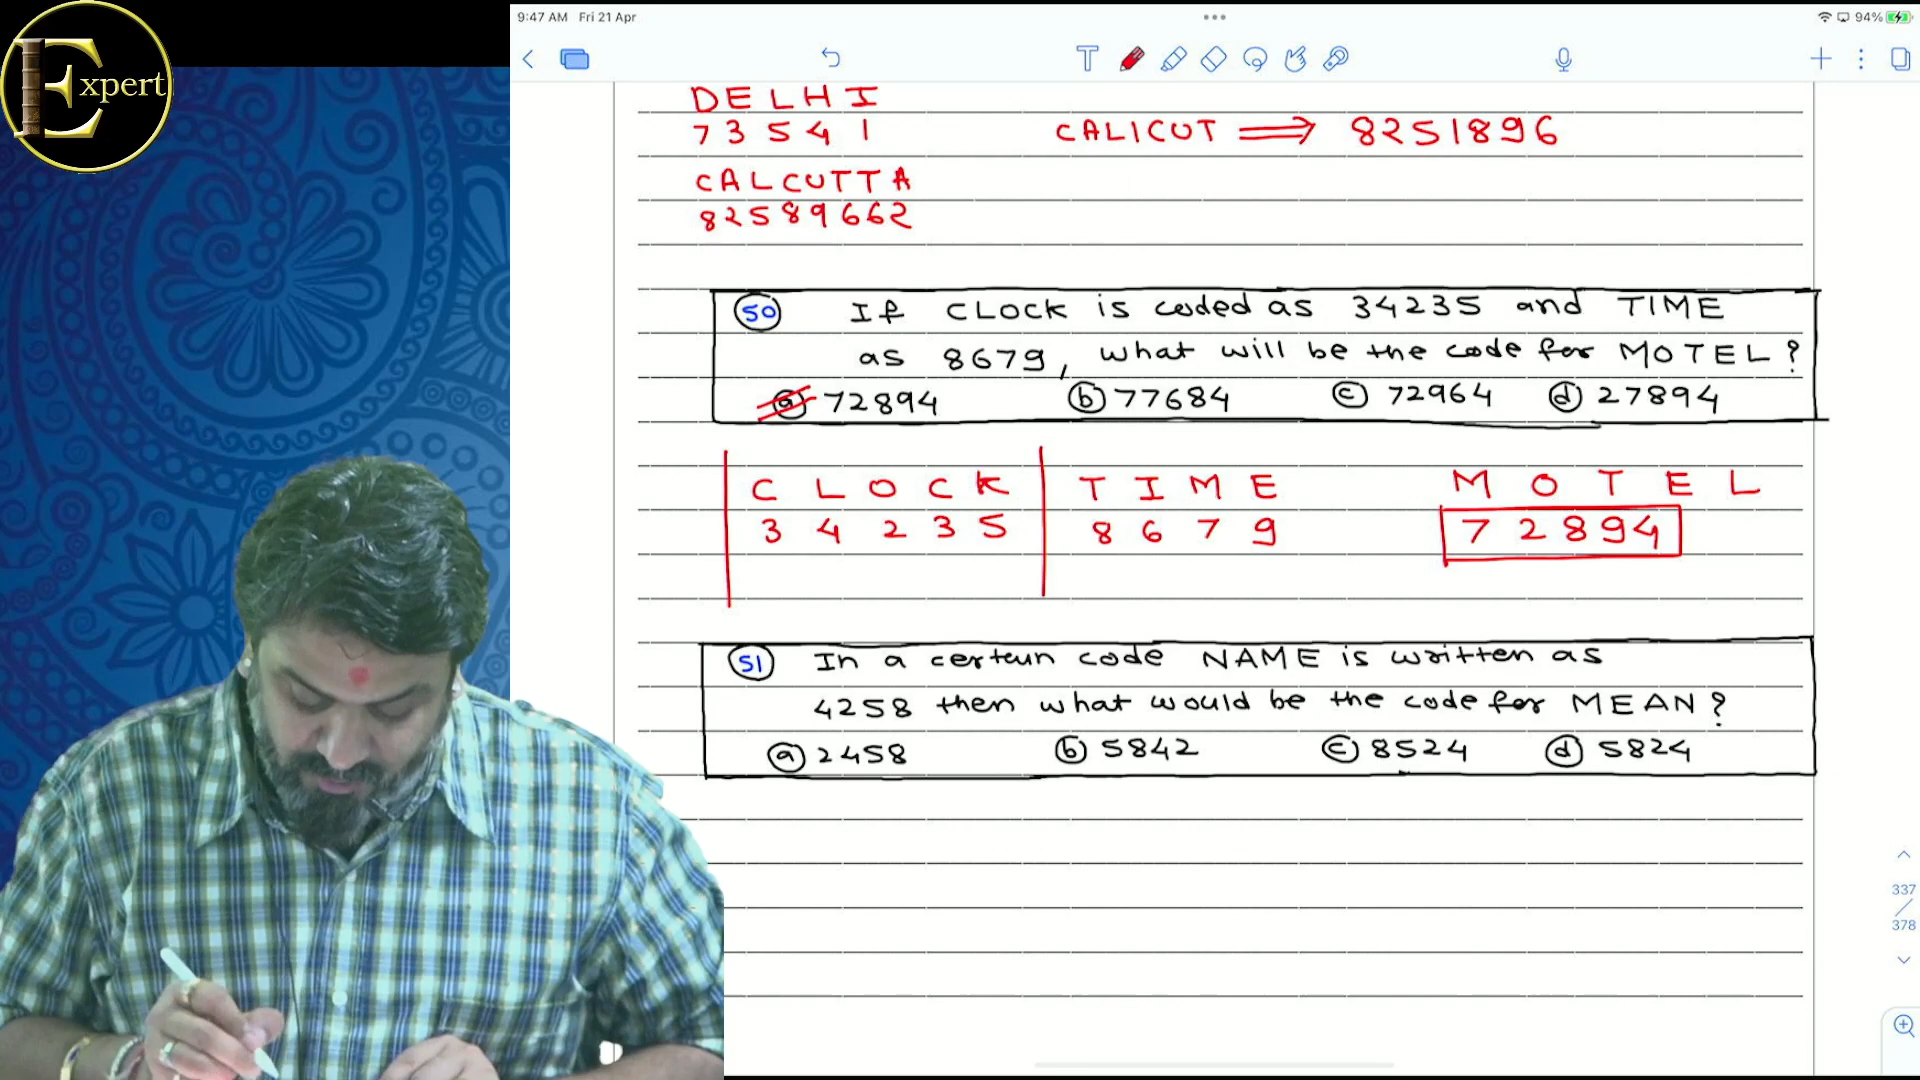 Expert
9:47 AM Fri 21 Apr
94%
DELHI
73541
CALICUT ⟹ 8251896
CALCUTTA
82589662
50 If CLOCK is coded as 34235 and TIME
as 8679, what will be the code for MOTEL?
a 72894 b 77684 c 72964 d 27894
C L O C K T I M E M O T E L
3 4 2 3 5 8 6 7 9 7 2 8 9 4
51 In a certain code NAME is written as
4258 then what would be the code for MEAN?
a 2458 b 5842 c 8524 d 5824
337
378